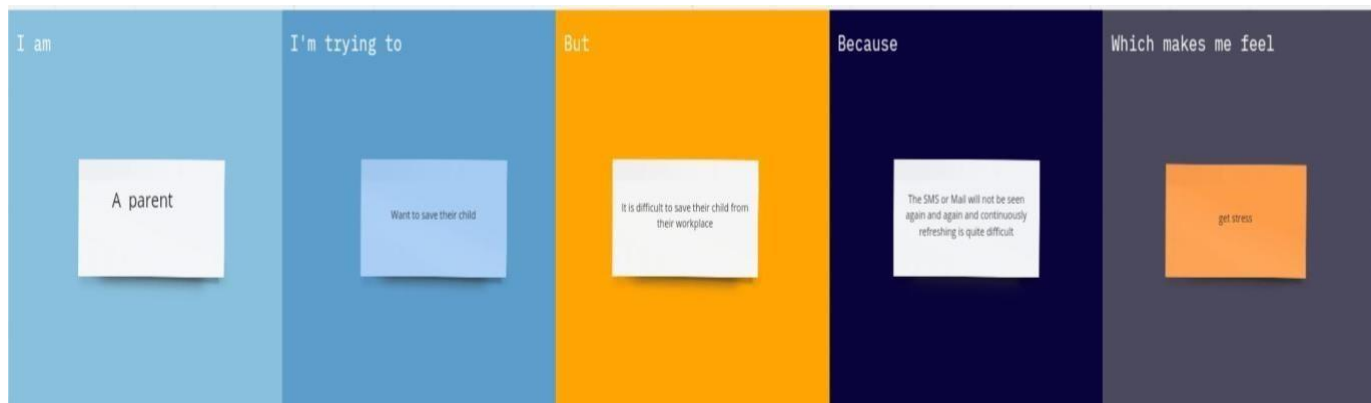 I am
I'm trying to
But
Because
Which makes me feel
A parent
Want to save their child
It is difficult to save their child from
their workplace
The SMS or Mail will not be seen
again and again and continuously
refreshing is quite difficult
get stress